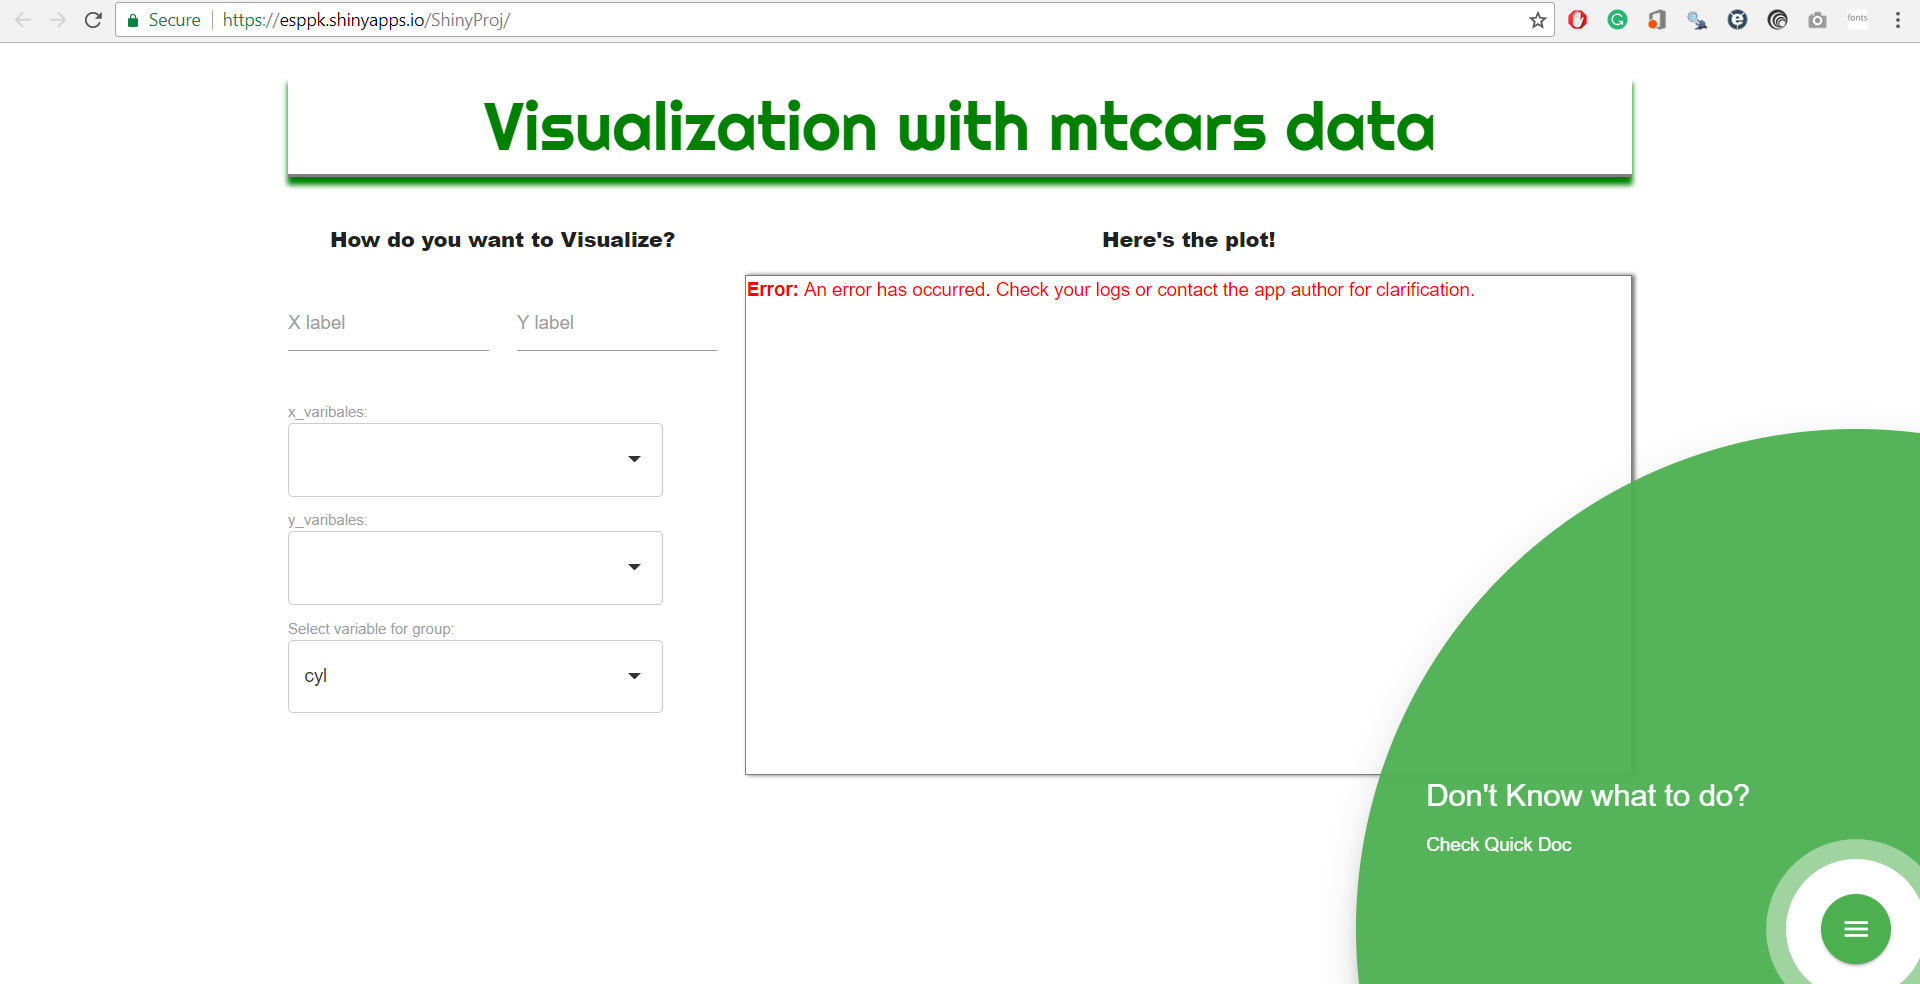 Secure https://esppk.shinyapps.io/ShinyProj/
fonts
Visualization with mtcars data
How do you want to Visualize?
X label Y label
x_varibales:
y_varibales:
Select variable for group:
cyl
Here's the plot!
Error: An error has occurred. Check your logs or contact the app author for clarification.
Don't Know what to do?
Check Quick Doc